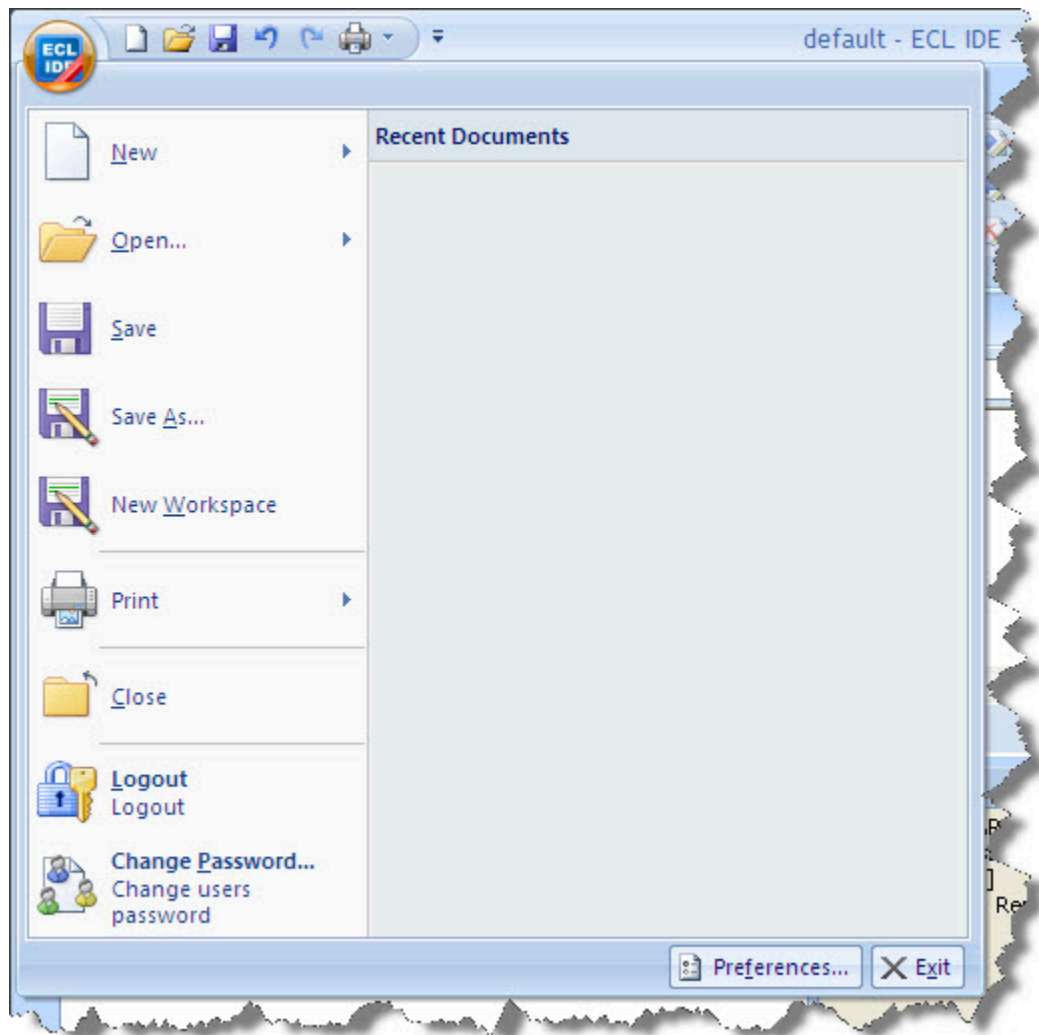 ECL
IDE
default - ECL IDE -
New
Recent Documents
Open...
Save
Save As...
New Workspace
Print
Close
Logout
Logout
Change Password...
Change users
password
Preferences...
Exit